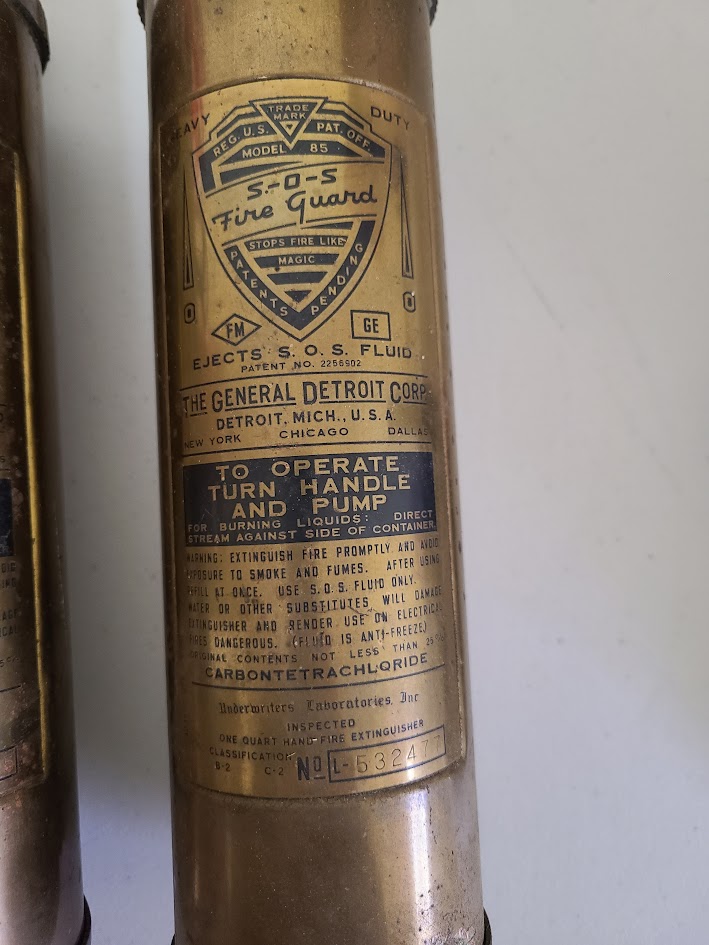 HEAVY DUTY
TRADE
MARK
REG. U.S. PAT. OFF.
MODEL 85
S-O-S
Fire Guard
STOPS FIRE LIKE
MAGIC
PATENTS PENDING
FM GE
EJECTS S. O. S. FLUID
PATENT NO. 2256902
THE GENERAL DETROIT CORP.
DETROIT, MICH., U.S.A.
NEW YORK CHICAGO DALLAS
TO OPERATE
TURN HANDLE
AND PUMP
FOR BURNING LIQUIDS: DIRECT
STREAM AGAINST SIDE OF CONTAINER.
WARNING: EXTINGUISH FIRE PROMPTLY AND AVOID
EXPOSURE TO SMOKE AND FUMES. AFTER USING
REFILL AT ONCE. USE S.O.S. FLUID ONLY.
WATER OR OTHER SUBSTITUTES WILL DAMAGE
EXTINGUISHER AND RENDER USE ON ELECTRICAL
FIRES DANGEROUS. (FLUID IS ANTI-FREEZE)
ORIGINAL CONTENTS NOT LESS THAN 25%
CARBONTETRACHLORIDE
Underwriters Laboratories, Inc
INSPECTED
ONE QUART HAND FIRE EXTINGUISHER
CLASSIFICATION
B-2 C-2 No L-532477